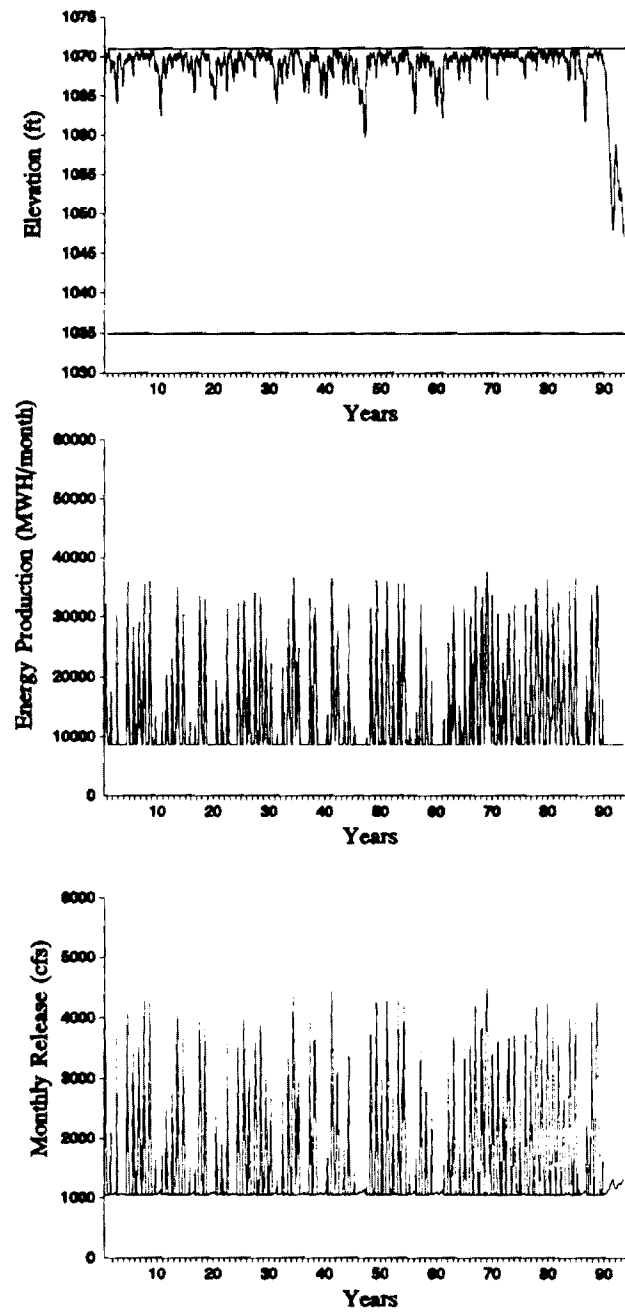 1075
1070
1065
1060
1055
1050
1045
1040
1035
1030
Elevation (ft)
10 20 30 40 50 60 70 80 90
Years
60000
50000
40000
30000
20000
10000
0
Energy Production (MWH/month)
10 20 30 40 50 60 70 80 90
Years
6000
5000
4000
3000
2000
1000
0
Monthly Release (cfs)
10 20 30 40 50 60 70 80 90
Years